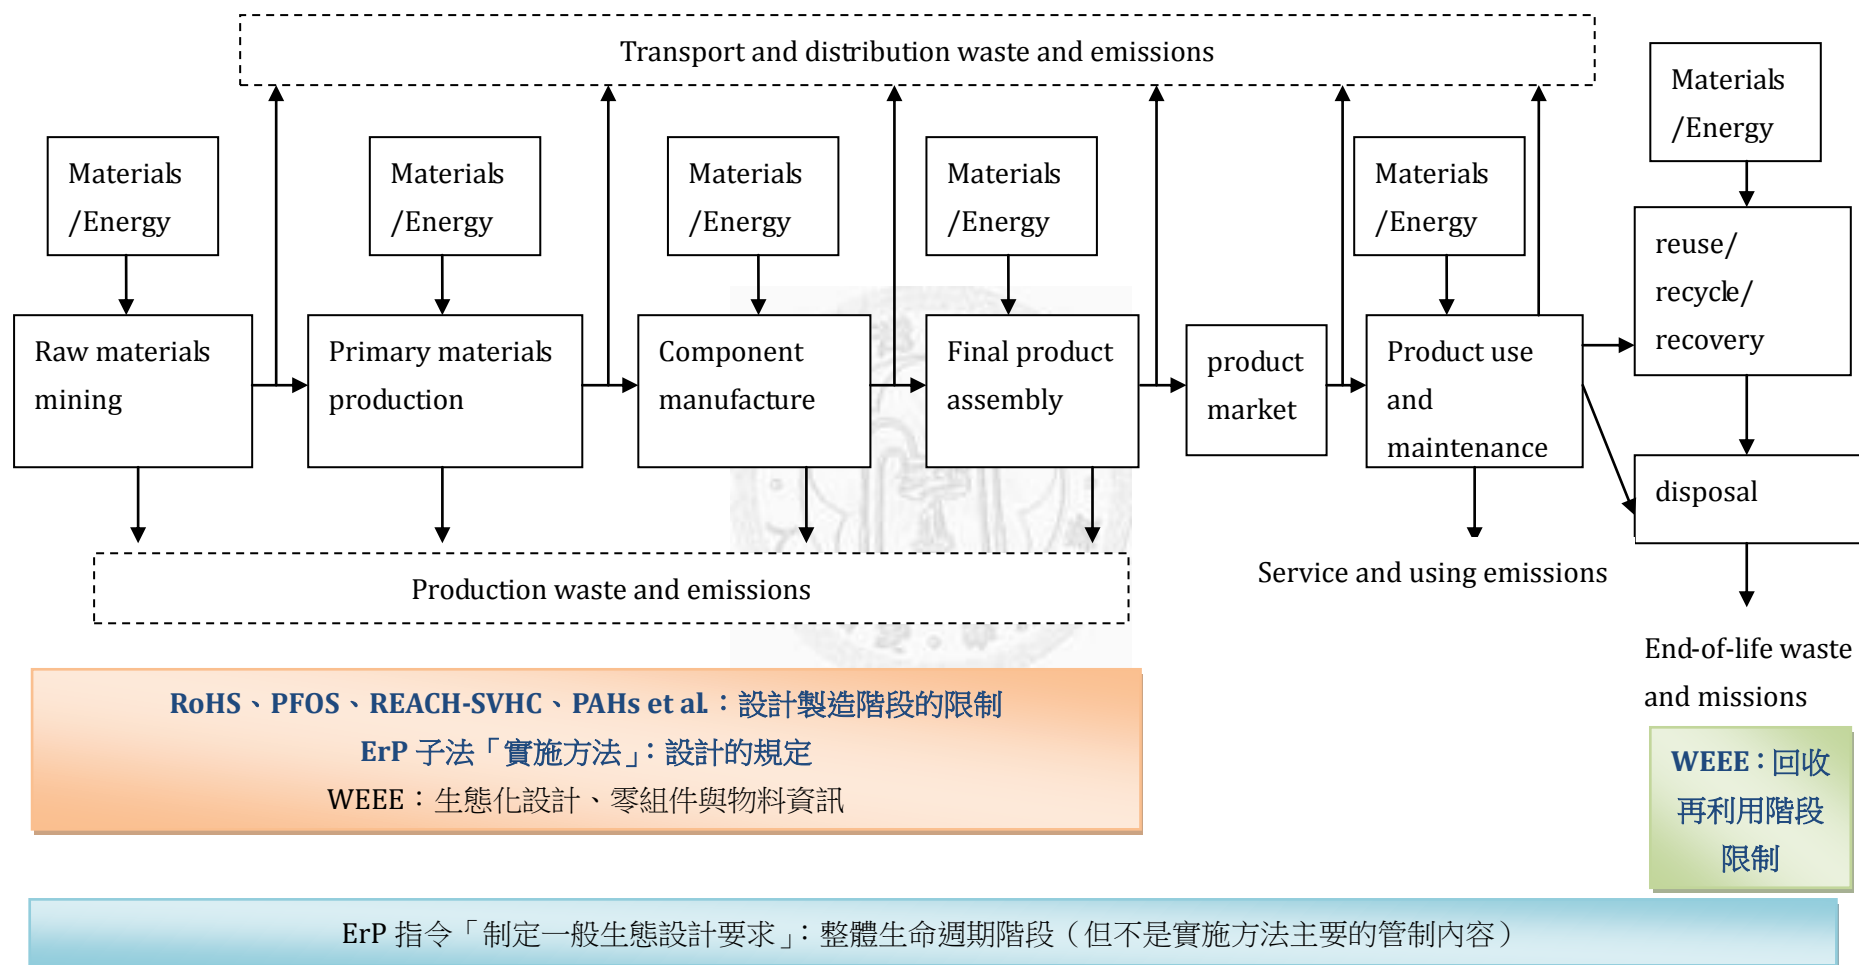 Transport and distribution waste and emissions
Materials
/Energy
Materials
/Energy
Materials
/Energy
Materials
/Energy
Materials
/Energy
Materials
/Energy
Raw materials
mining
Primary materials
production
Component
manufacture
Final product
assembly
product
market
Product use
and
maintenance
reuse/
recycle/
recovery
disposal
Production waste and emissions
Service and using emissions
End-of-life waste
and missions
RoHS、PFOS、REACH-SVHC、PAHs et al.：設計製造階段的限制
ErP 子法「實施方法」：設計的規定
WEEE：生態化設計、零組件與物料資訊
WEEE：回收
再利用階段
限制
ErP 指令「制定一般生態設計要求」：整體生命週期階段（但不是實施方法主要的管制內容）